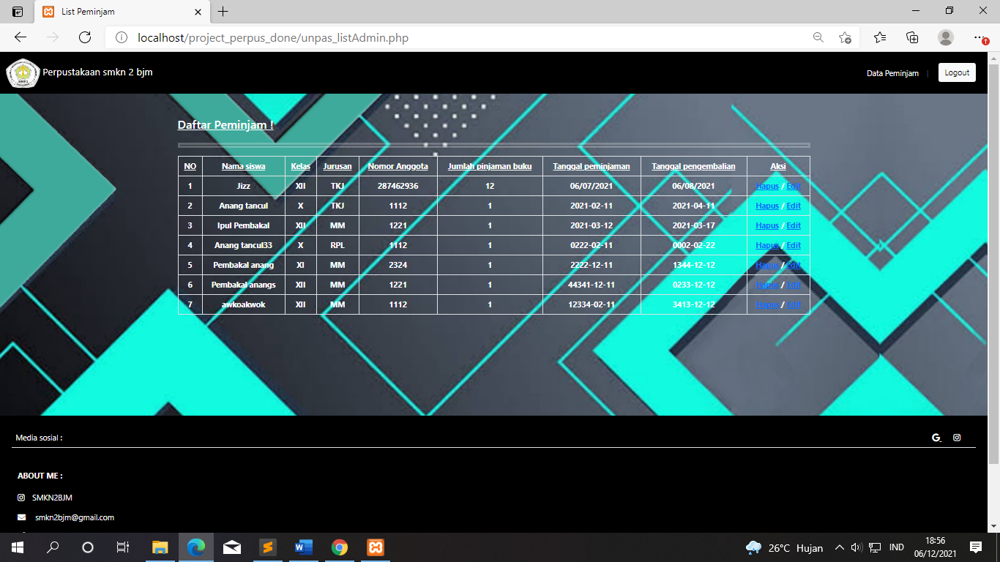 List Peminjam
localhost/project_perpus_done/unpas_listAdmin.php
Perpustakaan smkn 2 bjm
Data Peminjam | Logout
Daftar Peminjam !
NO Nama siswa Kelas Jurusan Nomor Anggota Jumlah pinjaman buku Tanggal peminjaman Tanggal pengembalian Aksi
1 Jizz XII TKJ 287462936 12 06/07/2021 06/08/2021 Hapus / Edit
2 Anang tancul X TKJ 1112 1 2021-02-11 2021-04-11 Hapus / Edit
3 Ipul Pembakal XII MM 1221 1 2021-03-12 2021-03-17 Hapus / Edit
4 Anang tancul33 X RPL 1112 1 0222-02-11 0002-02-22 Hapus / Edit
5 Pembakal anang XI MM 2324 1 2222-12-11 1344-12-12 Hapus / Edit
6 Pembakal anangs XII MM 1221 1 44341-12-11 0233-12-12 Hapus / Edit
7 awkoakwok XII MM 1112 1 12334-02-11 3413-12-12 Hapus / Edit
Media sosial :
ABOUT ME :
SMKN2BJM
smkn2bjm@gmail.com
26°C Hujan
IND
18:56
06/12/2021